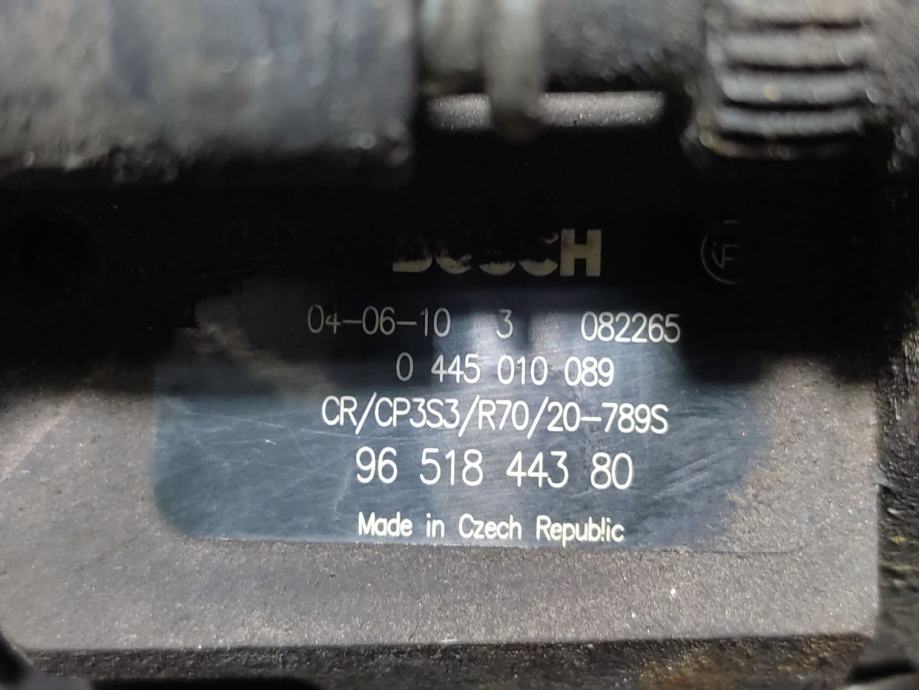 BOSCH
04-06-10 3 082265
0 445 010 089
CR/CP3S3/R70/20-789S
96 518 443 80
Made in Czech Republic